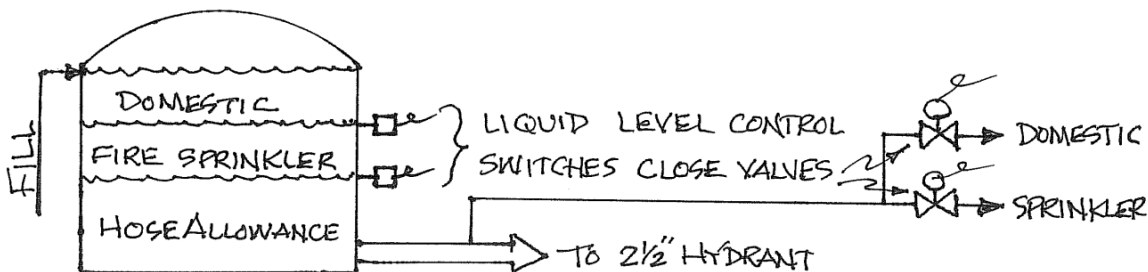 DOMESTIC
FIRE SPRINKLER
HOSE ALLOWANCE
FILL
LIQUID LEVEL CONTROL
SWITCHES CLOSE VALVES
DOMESTIC
SPRINKLER
TO 2½" HYDRANT